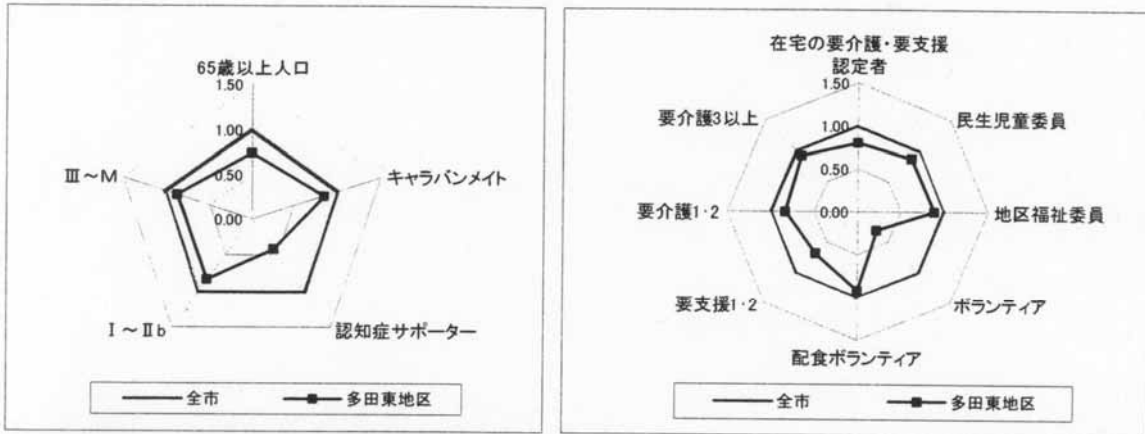 65歳以上人口
1.50
1.00
0.50
0.00
キャラバンメイト
認知症サポーター
Ⅰ～Ⅱb
Ⅲ～M
全市
多田東地区
在宅の要介護・要支援
認定者
1.50
1.00
0.50
0.00
民生児童委員
地区福祉委員
ボランティア
配食ボランティア
要支援1・2
要介護1・2
要介護3以上
全市
多田東地区